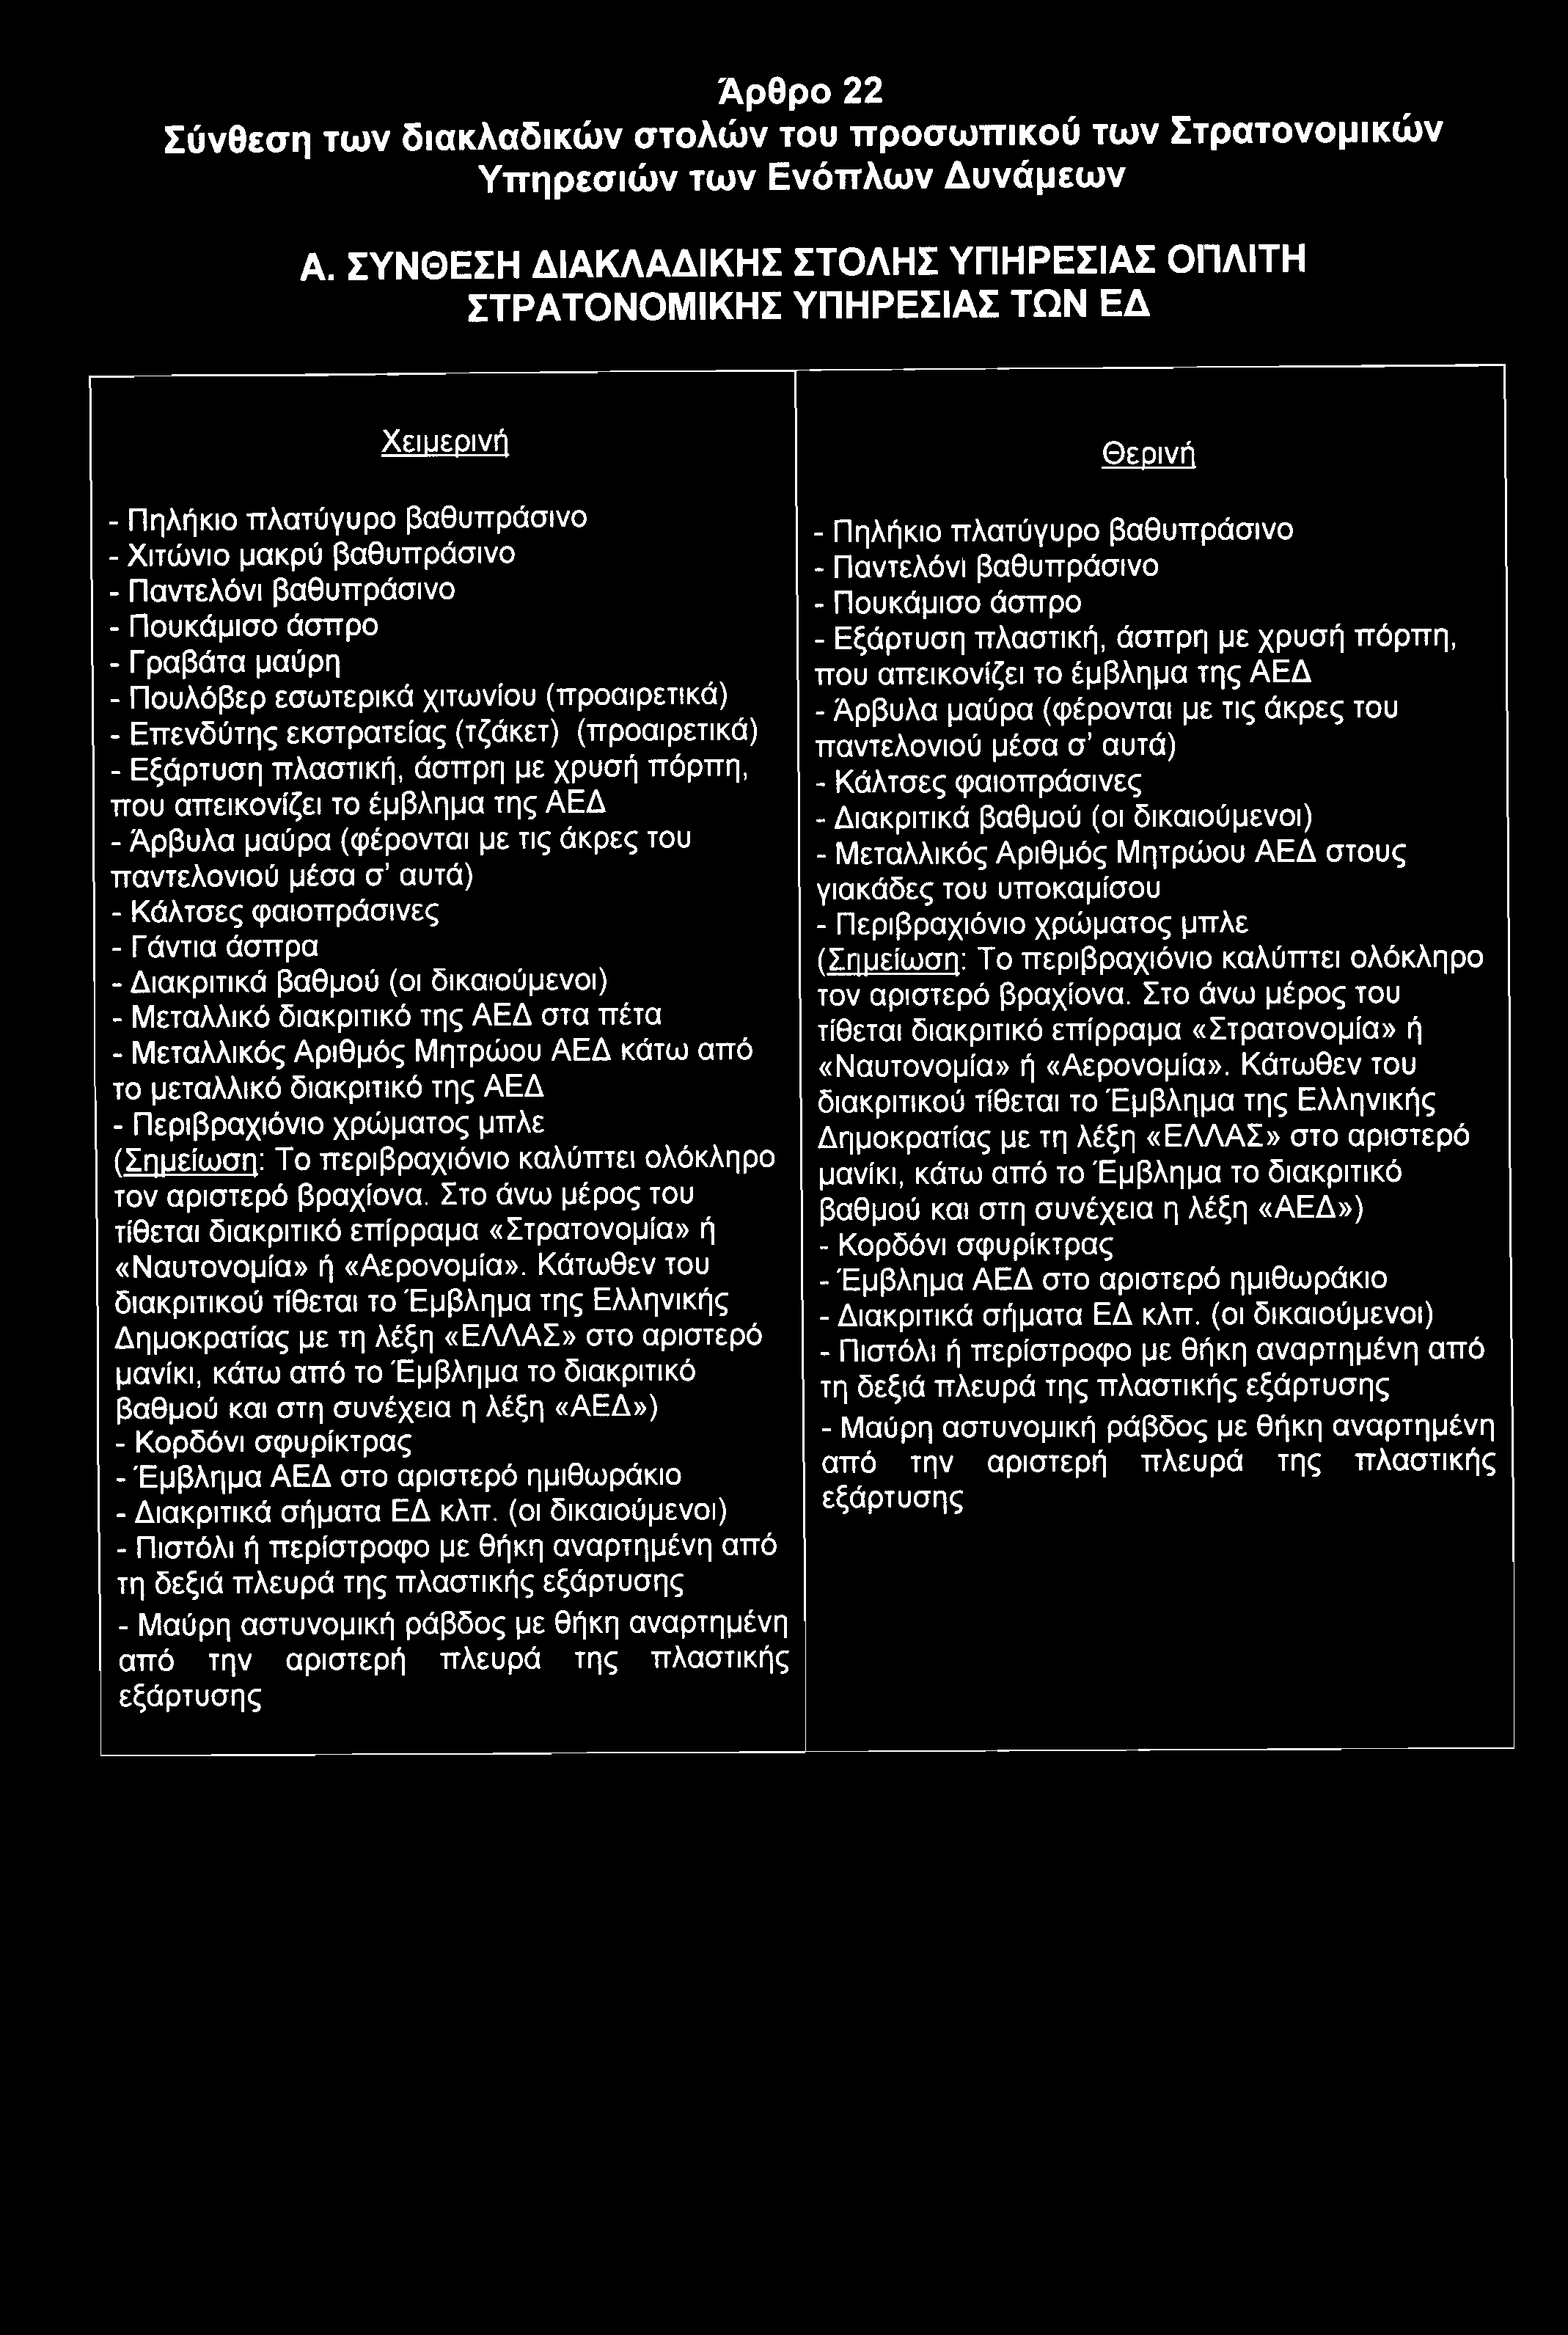 Άρθρο 22
Σύνθεση των διακλαδικών στολών του προσωπικού των Στρατονομικών
Υπηρεσιών των Ενόπλων Δυνάμεων
Α. ΣΥΝΘΕΣΗ ΔΙΑΚΛΑΔΙΚΗΣ ΣΤΟΛΗΣ ΥΠΗΡΕΣΙΑΣ ΟΠΛΙΤΗ
ΣΤΡΑΤΟΝΟΜΙΚΗΣ ΥΠΗΡΕΣΙΑΣ ΤΩΝ ΕΔ
Χειμερινή
- Πηλήκιο πλατύγυρο βαθυπράσινο
- Χιτώνιο μακρύ βαθυπράσινο
- Παντελόνι βαθυπράσινο
- Πουκάμισο άσπρο
- Γραβάτα μαύρη
- Πουλόβερ εσωτερικά χιτωνίου (προαιρετικά)
- Επενδύτης εκστρατείας (τζάκετ) (προαιρετικά)
- Εξάρτυση πλαστική, άσπρη με χρυσή πόρπη,
που απεικονίζει το έμβλημα της ΑΕΔ
- Άρβυλα μαύρα (φέρονται με τις άκρες του
παντελονιού μέσα σ’ αυτά)
- Κάλτσες φαιοπράσινες
- Γάντια άσπρα
- Διακριτικά βαθμού (οι δικαιούμενοι)
- Μεταλλικό διακριτικό της ΑΕΔ στα πέτα
- Μεταλλικός Αριθμός Μητρώου ΑΕΔ κάτω από
το μεταλλικό διακριτικό της ΑΕΔ
- Περιβραχιόνιο χρώματος μπλε
(Σημείωση: Το περιβραχιόνιο καλύπτει ολόκληρο
τον αριστερό βραχίονα. Στο άνω μέρος του
τίθεται διακριτικό επίρραμα «Στρατονομία» ή
«Ναυτονομία» ή «Αερονομία». Κάτωθεν του
διακριτικού τίθεται το Έμβλημα της Ελληνικής
Δημοκρατίας με τη λέξη «ΕΛΛΑΣ» στο αριστερό
μανίκι, κάτω από το Έμβλημα το διακριτικό
βαθμού και στη συνέχεια η λέξη «ΑΕΔ»)
- Κορδόνι σφυρίκτρας
- Έμβλημα ΑΕΔ στο αριστερό ημιθωράκιο
- Διακριτικά σήματα ΕΔ κλπ. (οι δικαιούμενοι)
- Πιστόλι ή περίστροφο με θήκη αναρτημένη από
τη δεξιά πλευρά της πλαστικής εξάρτυσης
- Μαύρη αστυνομική ράβδος με θήκη αναρτημένη
από την αριστερή πλευρά της πλαστικής
εξάρτυσης
Θερινή
- Πηλήκιο πλατύγυρο βαθυπράσινο
- Παντελόνι βαθυπράσινο
- Πουκάμισο άσπρο
- Εξάρτυση πλαστική, άσπρη με χρυσή πόρπη,
που απεικονίζει το έμβλημα της ΑΕΔ
- Άρβυλα μαύρα (φέρονται με τις άκρες του
παντελονιού μέσα σ’ αυτά)
- Κάλτσες φαιοπράσινες
- Διακριτικά βαθμού (οι δικαιούμενοι)
- Μεταλλικός Αριθμός Μητρώου ΑΕΔ στους
γιακάδες του υποκαμίσου
- Περιβραχιόνιο χρώματος μπλε
(Σημείωση: Το περιβραχιόνιο καλύπτει ολόκληρο
τον αριστερό βραχίονα. Στο άνω μέρος του
τίθεται διακριτικό επίρραμα «Στρατονομία» ή
«Ναυτονομία» ή «Αερονομία». Κάτωθεν του
διακριτικού τίθεται το Έμβλημα της Ελληνικής
Δημοκρατίας με τη λέξη «ΕΛΛΑΣ» στο αριστερό
μανίκι, κάτω από το Έμβλημα το διακριτικό
βαθμού και στη συνέχεια η λέξη «ΑΕΔ»)
- Κορδόνι σφυρίκτρας
- Έμβλημα ΑΕΔ στο αριστερό ημιθωράκιο
- Διακριτικά σήματα ΕΔ κλπ. (οι δικαιούμενοι)
- Πιστόλι ή περίστροφο με θήκη αναρτημένη από
τη δεξιά πλευρά της πλαστικής εξάρτυσης
- Μαύρη αστυνομική ράβδος με θήκη αναρτημένη
από την αριστερή πλευρά της πλαστικής
εξάρτυσης